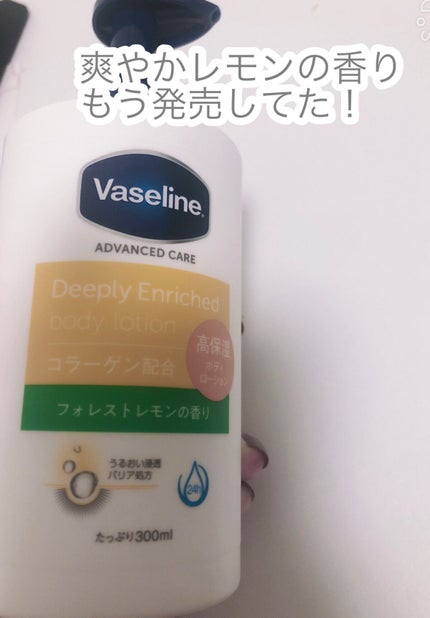 爽やかレモンの香り
もう発売してた！
Vaseline
ADVANCED CARE
Deeply Enriched
body lotion
高保湿
ボディ
ローション
コラーゲン配合
フォレストレモンの香り
うるおい浸透
バリア処方
24h
たっぷり300ml